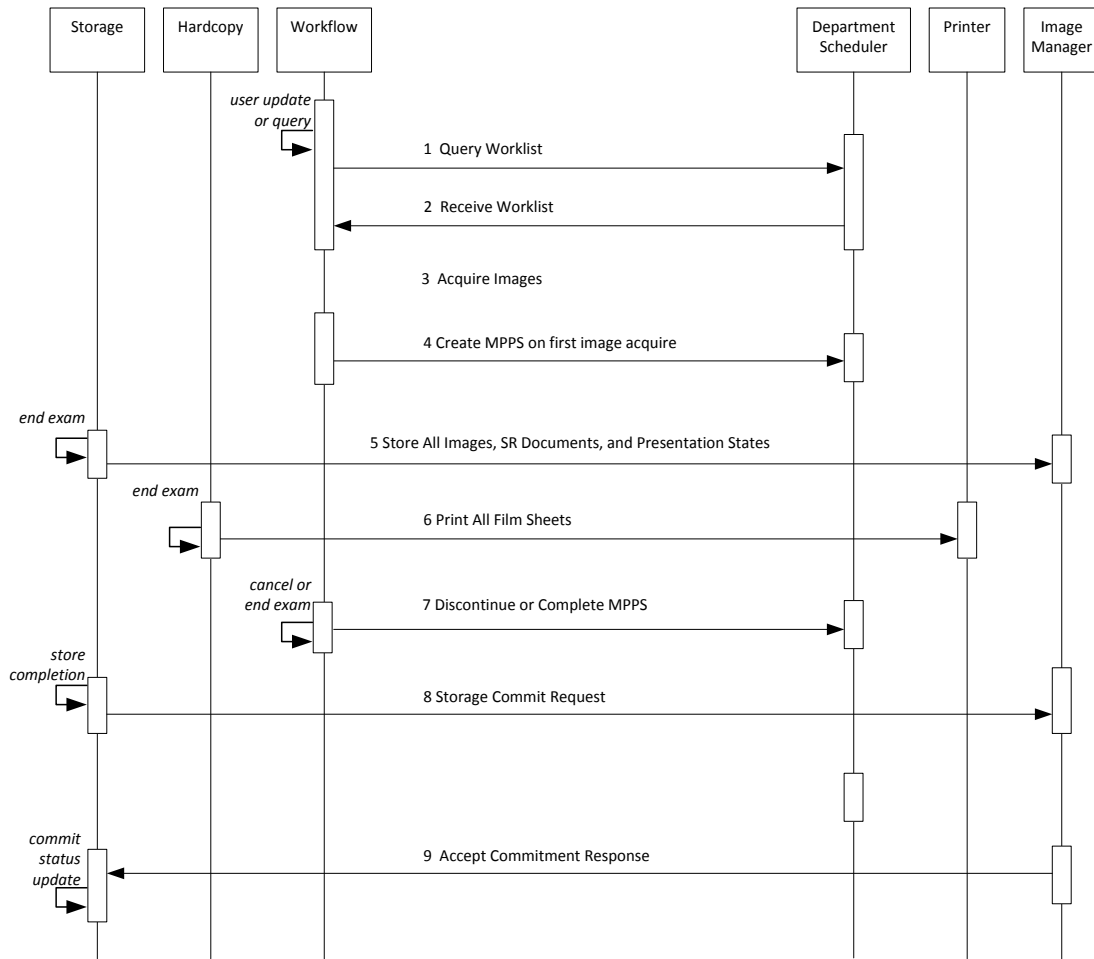 Storage
Hardcopy
Workflow
Department
Scheduler
Printer
Image
Manager
user update
or query
1 Query Worklist
2 Receive Worklist
3 Acquire Images
4 Create MPPS on first image acquire
end exam
5 Store All Images, SR Documents, and Presentation States
end exam
6 Print All Film Sheets
cancel or
end exam
7 Discontinue or Complete MPPS
store
completion
8 Storage Commit Request
commit
status
update
9 Accept Commitment Response